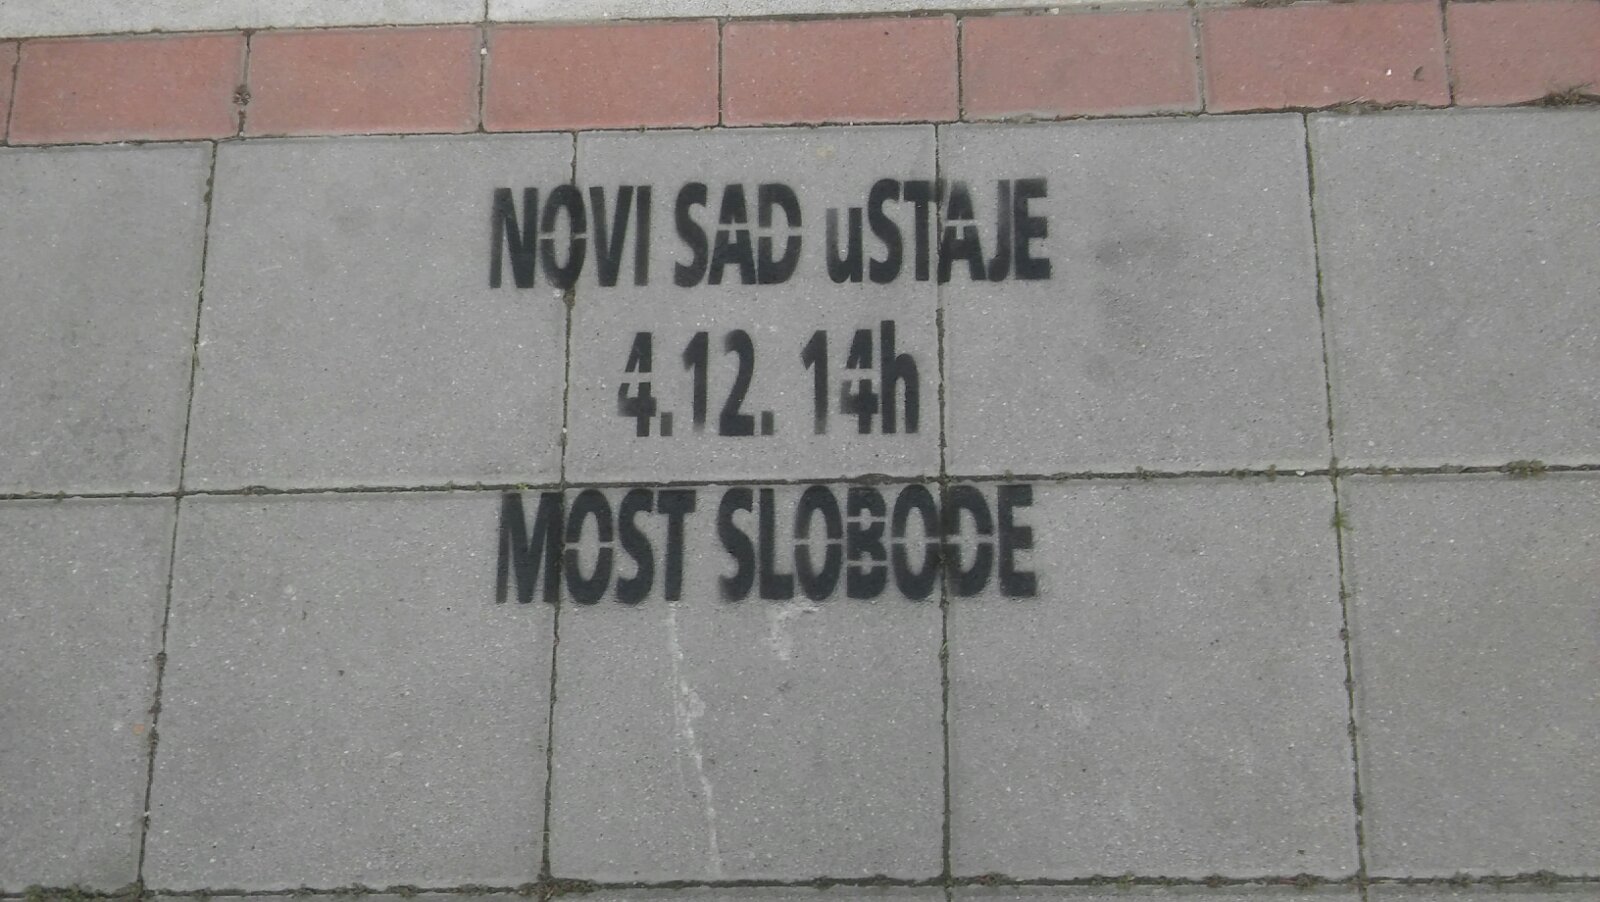 NOVI SAD uSTAJE
4.12. 14h
MOST SLOBODE